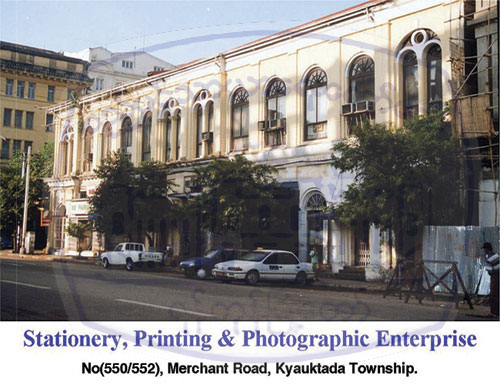 Stationery, Printing & Photographic Enterprise
No(550/552), Merchant Road, Kyauktada Township.